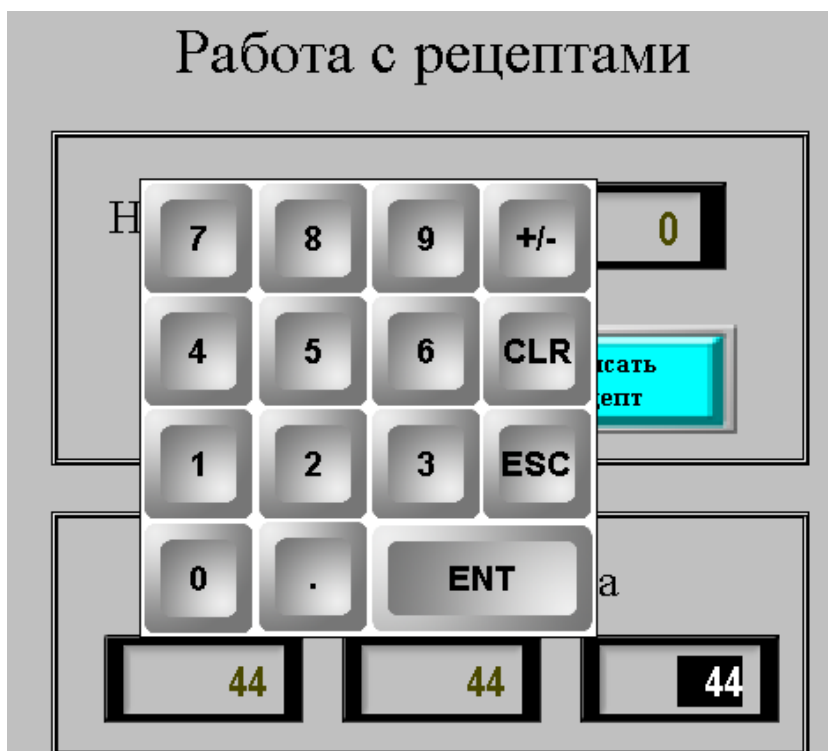 Работа с рецептами
7 8 9 +/- 0
4 5 6 CLR
1 2 3 ESC
0 . ENT
44 44 44